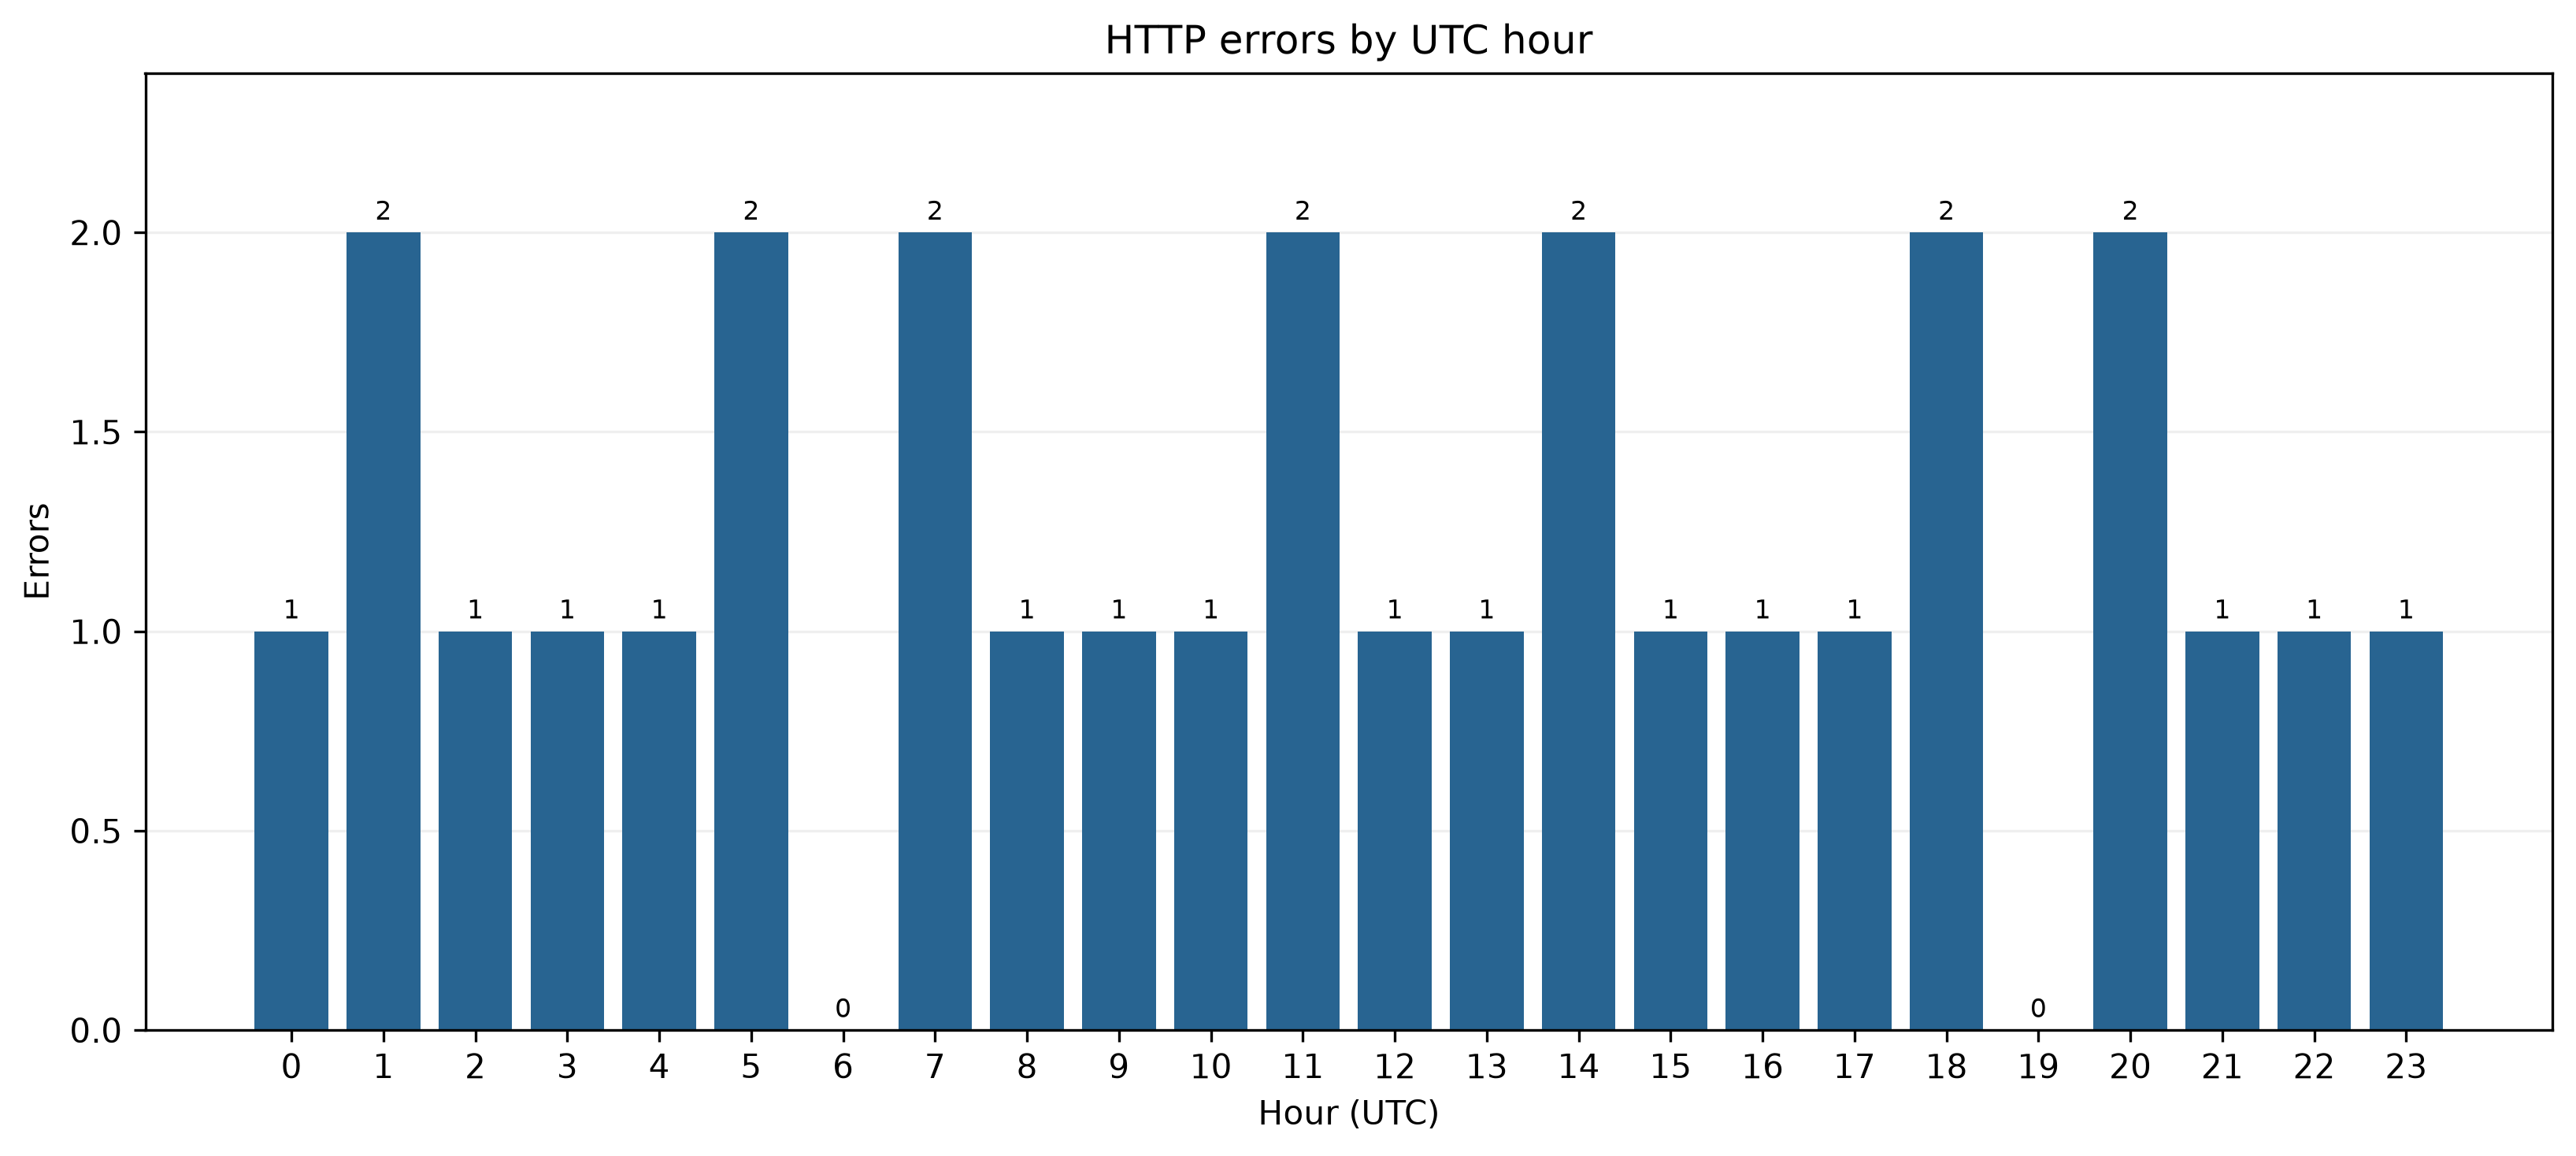 HTTP errors by UTC hour
2 2 2 2 2 2 2
2.0
1.5
1 1 1 1 1 1 1 1 1 1 1 1 1 1 1
1.0
0.5
0 0
0.0
0 1 2 3 4 5 6 7 8 9 10 11 12 13 14 15 16 17 18 19 20 21 22 23
Hour (UTC)
Errors